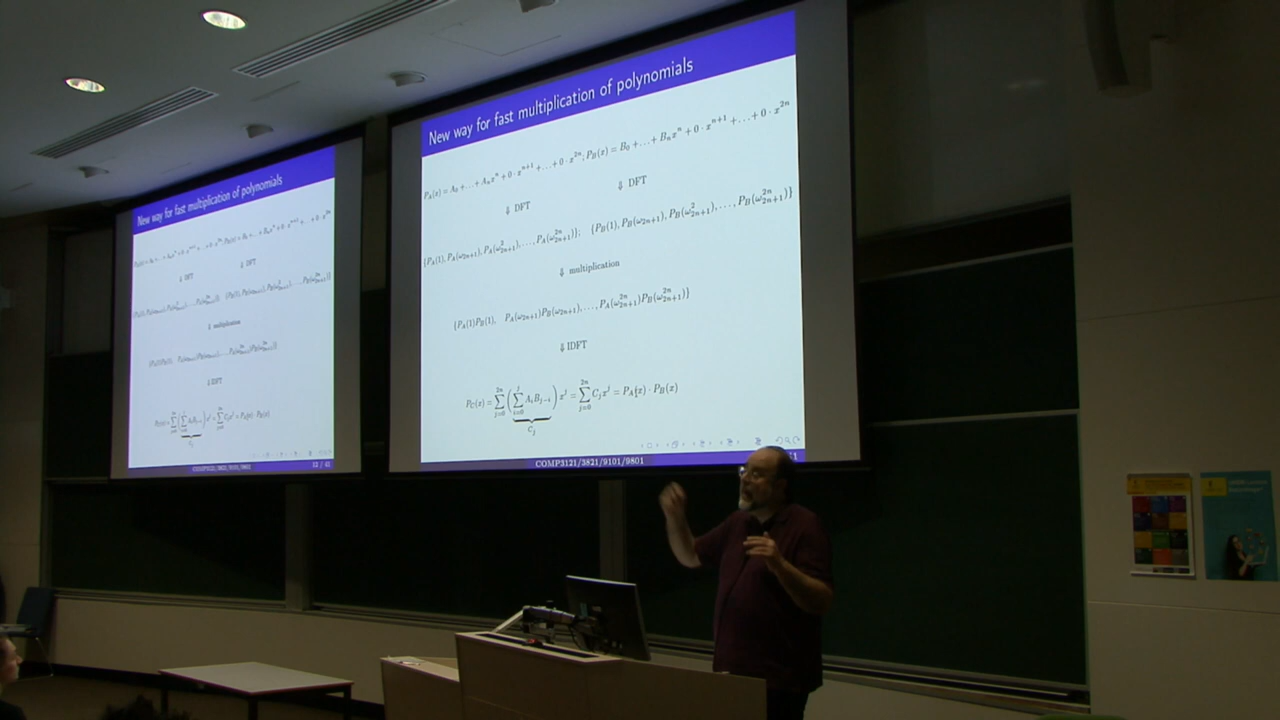 New way for fast multiplication of polynomials
P_A(x) = A_0 + … + A_n x^n + 0 · x^{n+1} + … + 0 · x^{2n}; P_B(x) = B_0 + … + B_n x^n + 0 · x^{n+1} + … + 0 · x^{2n}
⇓ DFT ⇓ DFT
{P_A(1), P_A(ω_{2n+1}), P_A(ω^2_{2n+1}), …, P_A(ω^{2n}_{2n+1})}; {P_B(1), P_B(ω_{2n+1}), P_B(ω^2_{2n+1}), …, P_B(ω^{2n}_{2n+1})}
⇓ multiplication
{P_A(1)P_B(1), P_A(ω_{2n+1})P_B(ω_{2n+1}), …, P_A(ω^{2n}_{2n+1})P_B(ω^{2n}_{2n+1})}
⇓ IDFT
P_C(x) = ∑_{j=0}^{2n} (∑_{i=0}^{j} A_i B_{j−i}) x^j = ∑_{j=0}^{2n} C_j x^j = P_A(x) · P_B(x)
C_j
COMP3121/3821/9101/9801
New way for fast multiplication of polynomials
⇓ DFT ⇓ DFT
⇓ multiplication
⇓ IDFT
COMP3121/3821/9101/9801